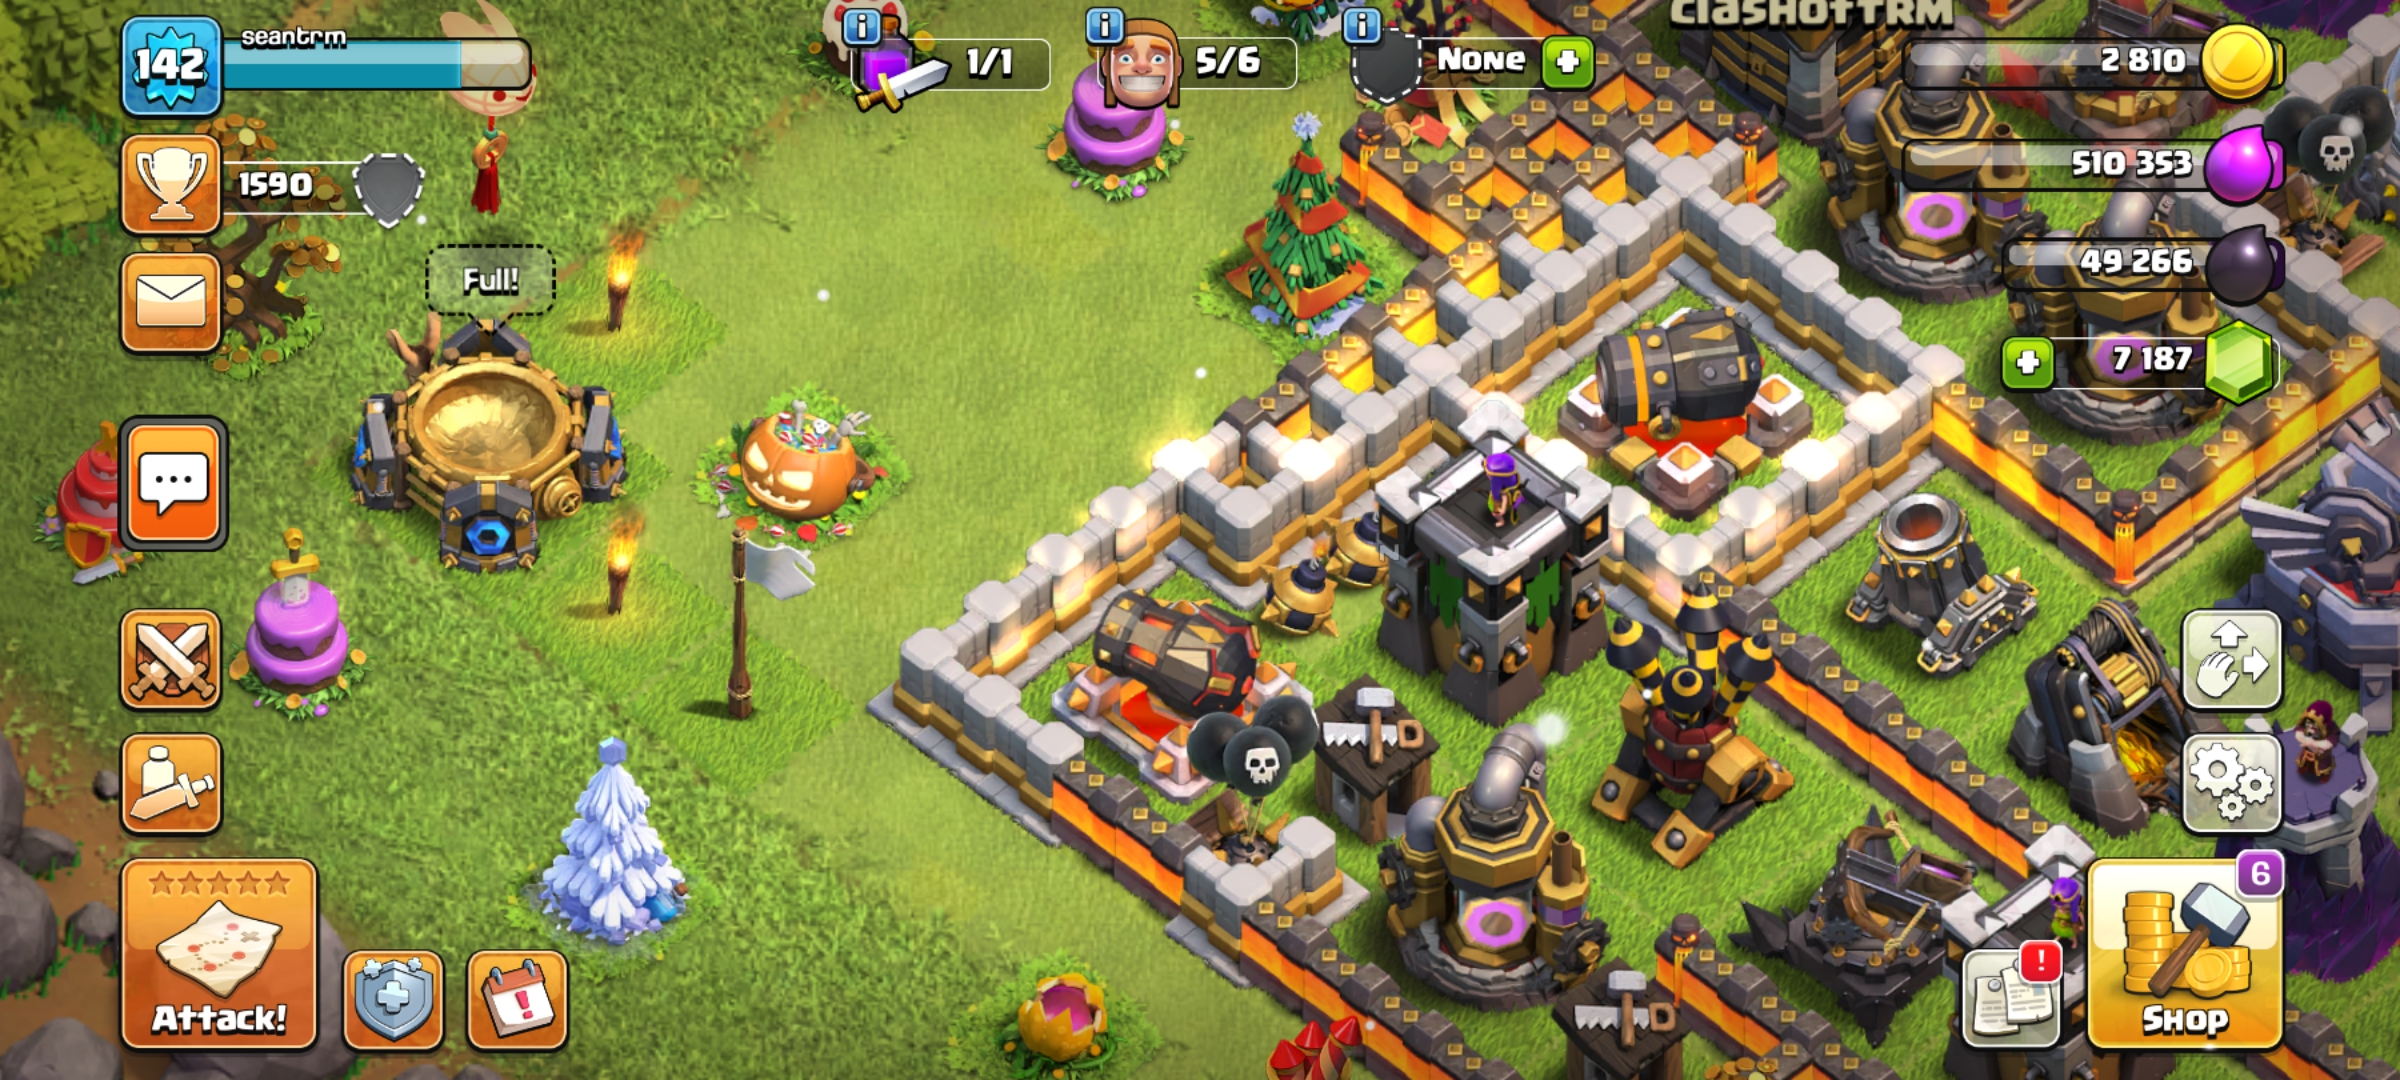 ClashOfTRM
142
seantrm
1/1
5/6
None
2 810
1590
510 353
Full!
49 266
7 187
6
Attack!
Shop